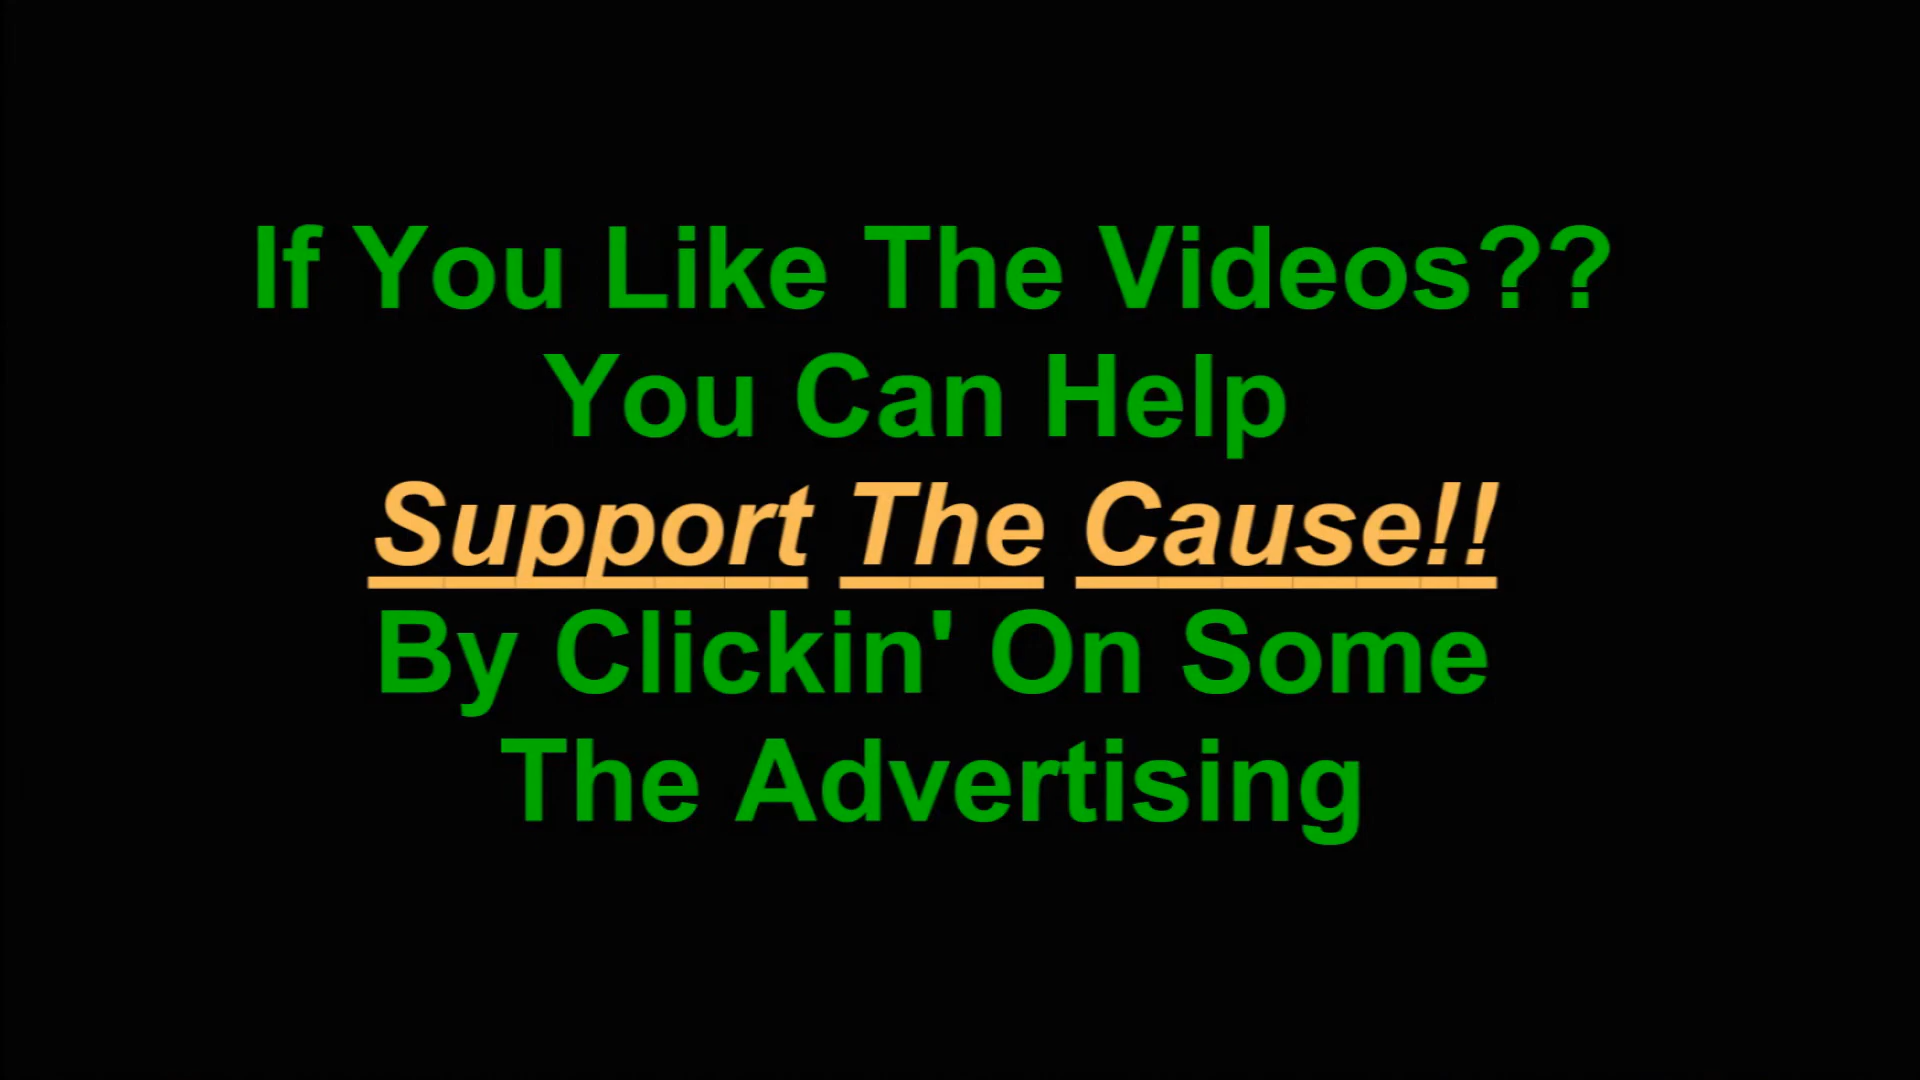 If You Like The Videos??
You Can Help
Support The Cause!!
By Clickin' On Some
The Advertising